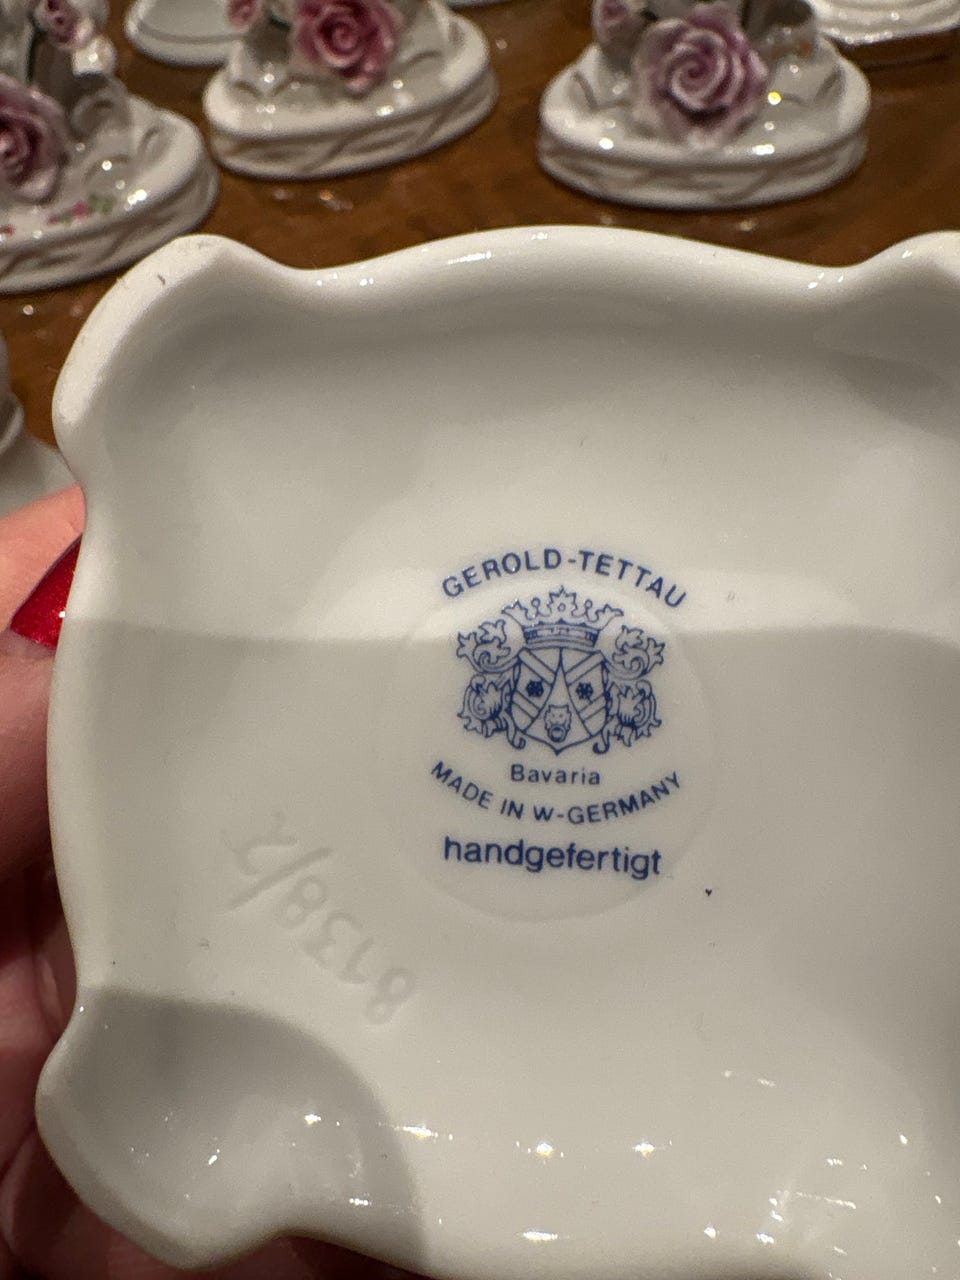 GEROLD-TETTAU
Bavaria
MADE IN W-GERMANY
handgefertigt
8138/2